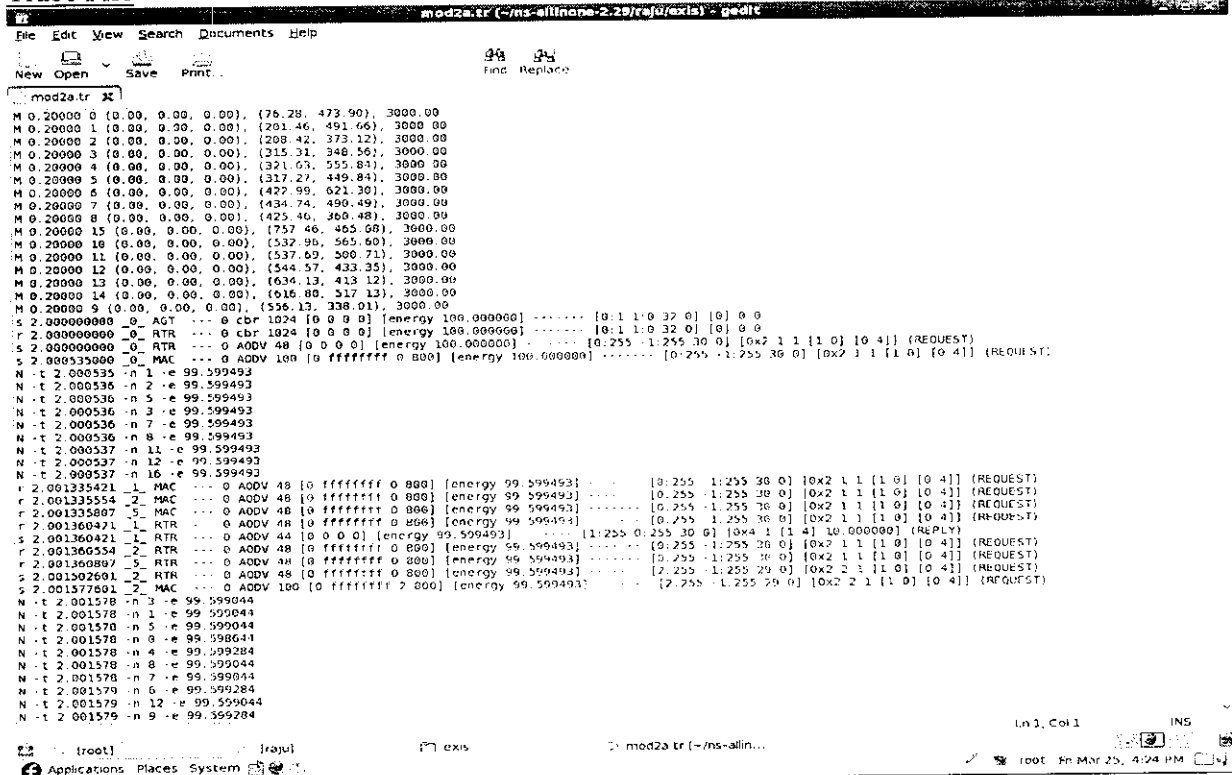 mod2a.tr (~/ns-allinone-2.29/raju/exis) - gedit
File Edit View Search Documents Help
New Open Save Print... Find Replace
mod2a.tr
M 0.20000 0 (0.00, 0.00, 0.00), (76.28, 473.90), 3000.00
M 0.20000 1 (0.00, 0.00, 0.00), (201.46, 491.66), 3000.00
M 0.20000 2 (0.00, 0.00, 0.00), (208.42, 373.12), 3000.00
M 0.20000 3 (0.00, 0.00, 0.00), (315.31, 348.56), 3000.00
M 0.20000 4 (0.00, 0.00, 0.00), (321.63, 555.84), 3000.00
M 0.20000 5 (0.00, 0.00, 0.00), (317.27, 449.84), 3000.00
M 0.20000 6 (0.00, 0.00, 0.00), (427.99, 621.30), 3000.00
M 0.20000 7 (0.00, 0.00, 0.00), (434.74, 490.49), 3000.00
M 0.20000 8 (0.00, 0.00, 0.00), (425.46, 360.48), 3000.00
M 0.20000 15 (0.00, 0.00, 0.00), (757.46, 465.08), 3000.00
M 0.20000 10 (0.00, 0.00, 0.00), (532.96, 565.60), 3000.00
M 0.20000 11 (0.00, 0.00, 0.00), (537.69, 500.71), 3000.00
M 0.20000 12 (0.00, 0.00, 0.00), (544.57, 433.35), 3000.00
M 0.20000 13 (0.00, 0.00, 0.00), (634.13, 413.12), 3000.00
M 0.20000 14 (0.00, 0.00, 0.00), (616.80, 517.13), 3000.00
M 0.20000 9 (0.00, 0.00, 0.00), (556.13, 338.01), 3000.00
s 2.000000000 _0_ AGT --- 0 cbr 1024 [0 0 0 0] [energy 100.000000] ------- [0:1 1:0 32 0] [0] 0 0
r 2.000000000 _0_ RTR --- 0 cbr 1024 [0 0 0 0] [energy 100.000000] ------- [0:1 1:0 32 0] [0] 0 0
s 2.000000000 _0_ RTR --- 0 AODV 48 [0 0 0 0] [energy 100.000000] ------- [0:255 -1:255 30 0] [0x2 1 1 [1 0] [0 4]] (REQUEST)
s 2.000535000 _0_ MAC --- 0 AODV 100 [0 ffffffff 0 800] [energy 100.000000] ------- [0:255 -1:255 30 0] [0x2 1 1 [1 0] [0 4]] (REQUEST)
N -t 2.000535 -n 1 -e 99.599493
N -t 2.000536 -n 2 -e 99.599493
N -t 2.000536 -n 5 -e 99.599493
N -t 2.000536 -n 3 -e 99.599493
N -t 2.000536 -n 7 -e 99.599493
N -t 2.000536 -n 8 -e 99.599493
N -t 2.000537 -n 11 -e 99.599493
N -t 2.000537 -n 12 -e 99.599493
N -t 2.000537 -n 16 -e 99.599493
r 2.001335421 _1_ MAC --- 0 AODV 48 [0 ffffffff 0 800] [energy 99.599493] ------- [0:255 -1:255 30 0] [0x2 1 1 [1 0] [0 4]] (REQUEST)
r 2.001335554 _2_ MAC --- 0 AODV 48 [0 ffffffff 0 800] [energy 99.599493] ------- [0:255 -1:255 30 0] [0x2 1 1 [1 0] [0 4]] (REQUEST)
r 2.001335807 _5_ MAC --- 0 AODV 48 [0 ffffffff 0 800] [energy 99.599493] ------- [0:255 -1:255 30 0] [0x2 1 1 [1 0] [0 4]] (REQUEST)
r 2.001360421 _1_ RTR --- 0 AODV 48 [0 ffffffff 0 800] [energy 99.599493] ------- [0:255 -1:255 30 0] [0x2 1 1 [1 0] [0 4]] (REQUEST)
s 2.001360421 _1_ RTR --- 0 AODV 44 [0 0 0 0] [energy 99.599493] ------- [1:255 0:255 30 0] [0x4 1 [1 4] 10.000000] (REPLY)
r 2.001360554 _2_ RTR --- 0 AODV 48 [0 ffffffff 0 800] [energy 99.599493] ------- [0:255 -1:255 30 0] [0x2 1 1 [1 0] [0 4]] (REQUEST)
r 2.001360807 _5_ RTR --- 0 AODV 48 [0 ffffffff 0 800] [energy 99.599493] ------- [0:255 -1:255 30 0] [0x2 1 1 [1 0] [0 4]] (REQUEST)
s 2.001502601 _2_ RTR --- 0 AODV 48 [0 ffffffff 0 800] [energy 99.599493] ------- [2:255 -1:255 29 0] [0x2 2 1 [1 0] [0 4]] (REQUEST)
s 2.001577601 _2_ MAC --- 0 AODV 100 [0 ffffffff 2 800] [energy 99.599493] ------- [2:255 -1:255 29 0] [0x2 2 1 [1 0] [0 4]] (REQUEST)
N -t 2.001578 -n 3 -e 99.599044
N -t 2.001578 -n 1 -e 99.599044
N -t 2.001578 -n 5 -e 99.599044
N -t 2.001578 -n 0 -e 99.598644
N -t 2.001578 -n 4 -e 99.599284
N -t 2.001578 -n 8 -e 99.599044
N -t 2.001578 -n 7 -e 99.599044
N -t 2.001579 -n 6 -e 99.599284
N -t 2.001579 -n 12 -e 99.599044
N -t 2.001579 -n 9 -e 99.599284
Ln 1, Col 1 INS
[root] [raju] exis mod2a.tr (~/ns-allin...
Applications Places System root Fri Mar 25, 4:24 PM